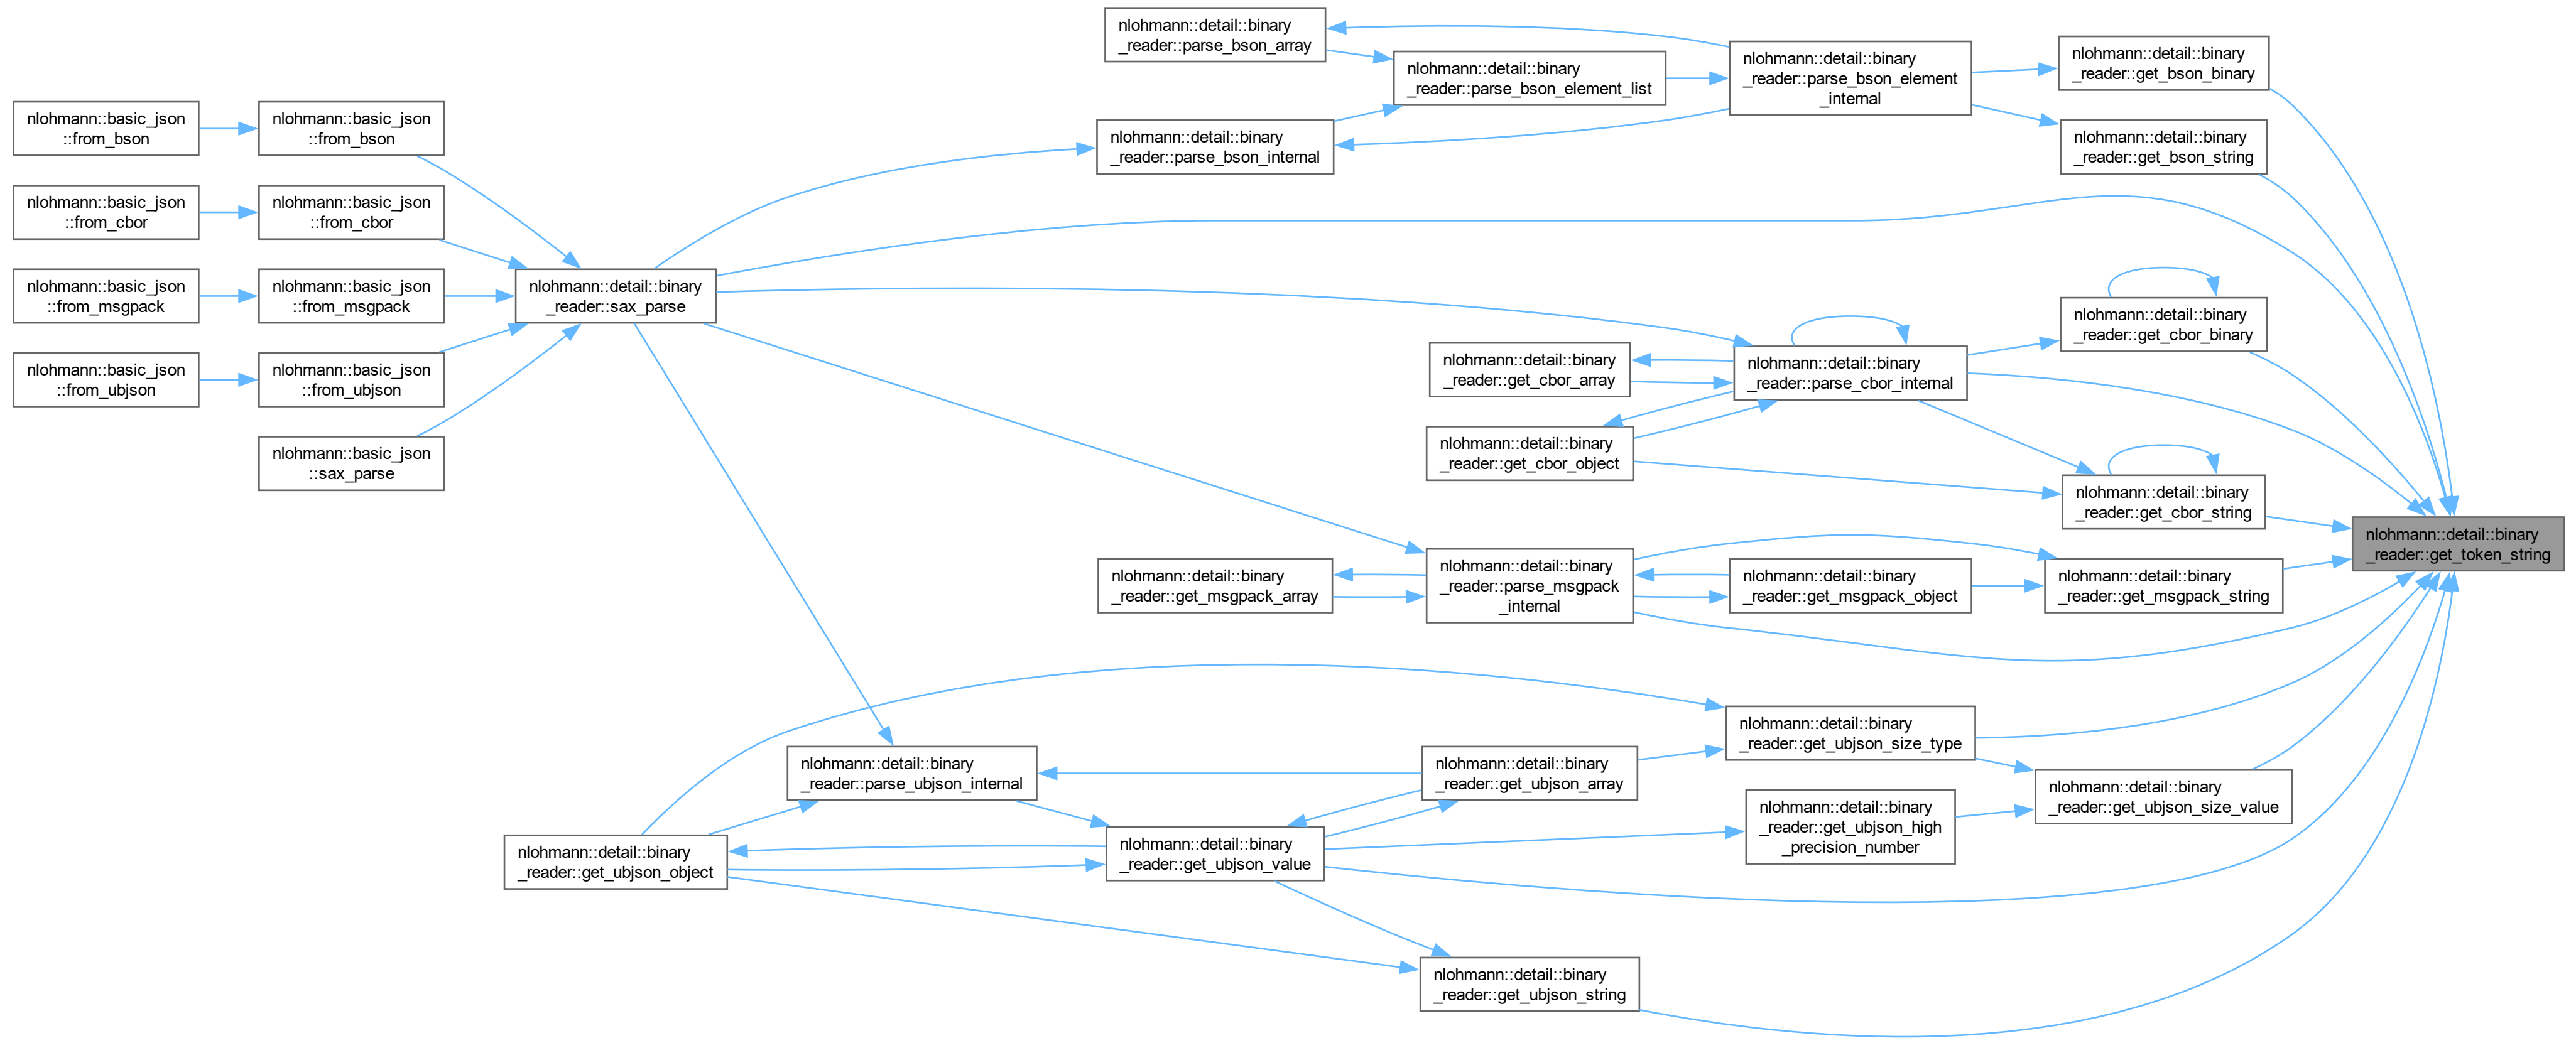 nlohmann::detail::binary
_reader::parse_bson_array
nlohmann::detail::binary
_reader::parse_bson_element_list
nlohmann::detail::binary
_reader::parse_bson_element
_internal
nlohmann::detail::binary
_reader::get_bson_binary
nlohmann::basic_json
::from_bson
nlohmann::basic_json
::from_bson
nlohmann::detail::binary
_reader::parse_bson_internal
nlohmann::detail::binary
_reader::get_bson_string
nlohmann::basic_json
::from_cbor
nlohmann::basic_json
::from_cbor
nlohmann::basic_json
::from_msgpack
nlohmann::basic_json
::from_msgpack
nlohmann::detail::binary
_reader::sax_parse
nlohmann::detail::binary
_reader::get_cbor_binary
nlohmann::basic_json
::from_ubjson
nlohmann::basic_json
::from_ubjson
nlohmann::detail::binary
_reader::get_cbor_array
nlohmann::detail::binary
_reader::parse_cbor_internal
nlohmann::basic_json
::sax_parse
nlohmann::detail::binary
_reader::get_cbor_object
nlohmann::detail::binary
_reader::get_cbor_string
nlohmann::detail::binary
_reader::get_token_string
nlohmann::detail::binary
_reader::get_msgpack_array
nlohmann::detail::binary
_reader::parse_msgpack
_internal
nlohmann::detail::binary
_reader::get_msgpack_object
nlohmann::detail::binary
_reader::get_msgpack_string
nlohmann::detail::binary
_reader::get_ubjson_size_type
nlohmann::detail::binary
_reader::parse_ubjson_internal
nlohmann::detail::binary
_reader::get_ubjson_array
nlohmann::detail::binary
_reader::get_ubjson_size_value
nlohmann::detail::binary
_reader::get_ubjson_high
_precision_number
nlohmann::detail::binary
_reader::get_ubjson_object
nlohmann::detail::binary
_reader::get_ubjson_value
nlohmann::detail::binary
_reader::get_ubjson_string